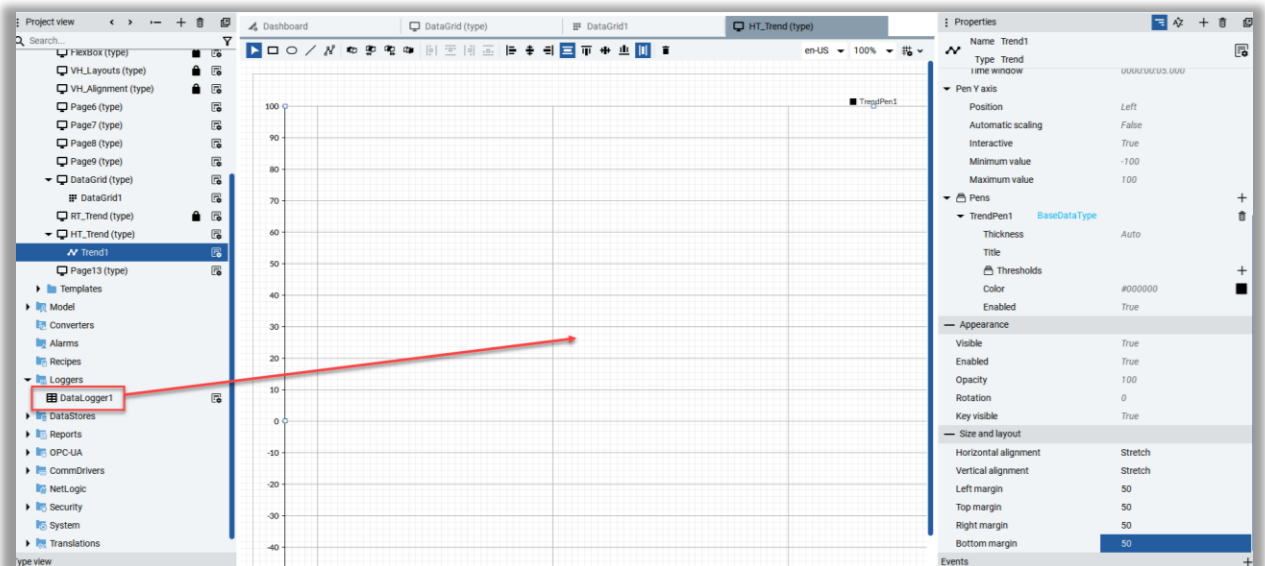 Project view
Search...
FlexBox (type)
VH_Layouts (type)
VH_Alignment (type)
Page6 (type)
Page7 (type)
Page8 (type)
Page9 (type)
DataGrid (type)
DataGrid1
RT_Trend (type)
HT_Trend (type)
Trend1
Page13 (type)
Templates
Model
Converters
Alarms
Recipes
Loggers
DataLogger1
DataStores
Reports
OPC-UA
CommDrivers
NetLogic
Security
System
Translations
Type view
Dashboard
DataGrid (type)
DataGrid1
HT_Trend (type)
en-US
100%
TrendPen1
100
90
80
70
60
50
40
30
20
10
0
-10
-20
-30
-40
Properties
Name Trend1
Type Trend
Time window 0000:00:05.000
Pen Y axis
Position Left
Automatic scaling False
Interactive True
Minimum value -100
Maximum value 100
Pens
TrendPen1 BaseDataType
Thickness Auto
Title
Thresholds
Color #000000
Enabled True
Appearance
Visible True
Enabled True
Opacity 100
Rotation 0
Key visible True
Size and layout
Horizontal alignment Stretch
Vertical alignment Stretch
Left margin 50
Top margin 50
Right margin 50
Bottom margin 50
Events